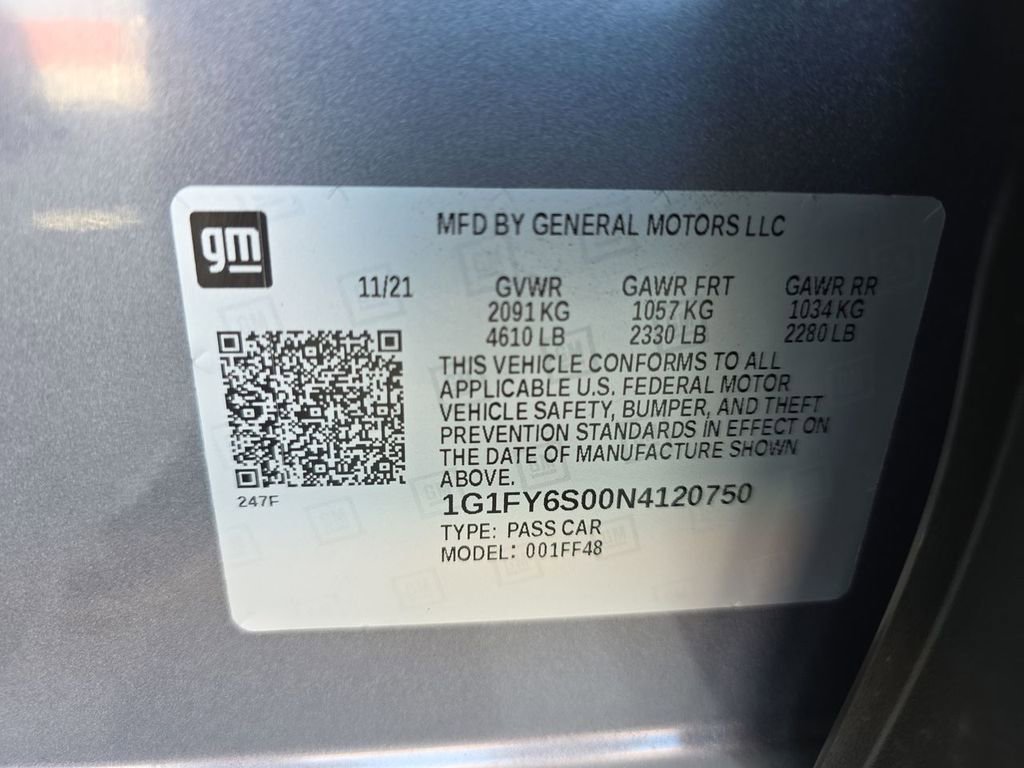 gm
MFD BY GENERAL MOTORS LLC
11/21 GVWR GAWR FRT GAWR RR
2091 KG 1057 KG 1034 KG
4610 LB 2330 LB 2280 LB
THIS VEHICLE CONFORMS TO ALL
APPLICABLE U.S. FEDERAL MOTOR
VEHICLE SAFETY, BUMPER, AND THEFT
PREVENTION STANDARDS IN EFFECT ON
THE DATE OF MANUFACTURE SHOWN
ABOVE.
247F
1G1FY6S00N4120750
TYPE: PASS CAR
MODEL: 001FF48